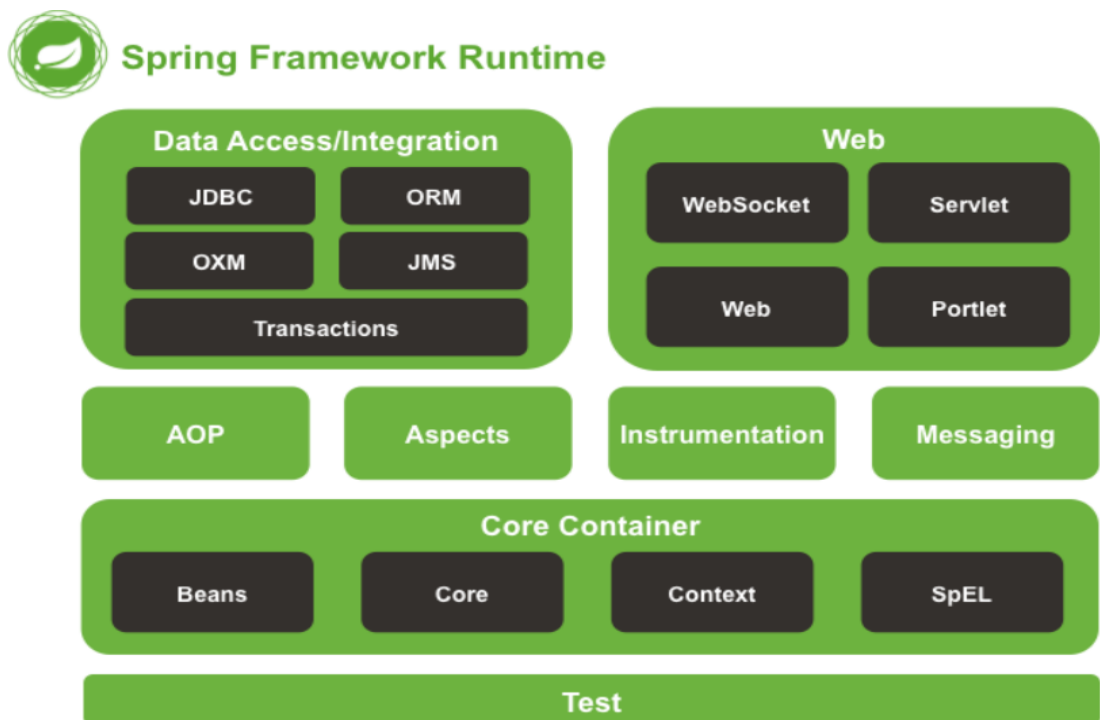 Spring Framework Runtime
Data Access/Integration
JDBC
ORM
OXM
JMS
Transactions
Web
WebSocket
Servlet
Web
Portlet
AOP
Aspects
Instrumentation
Messaging
Core Container
Beans
Core
Context
SpEL
Test